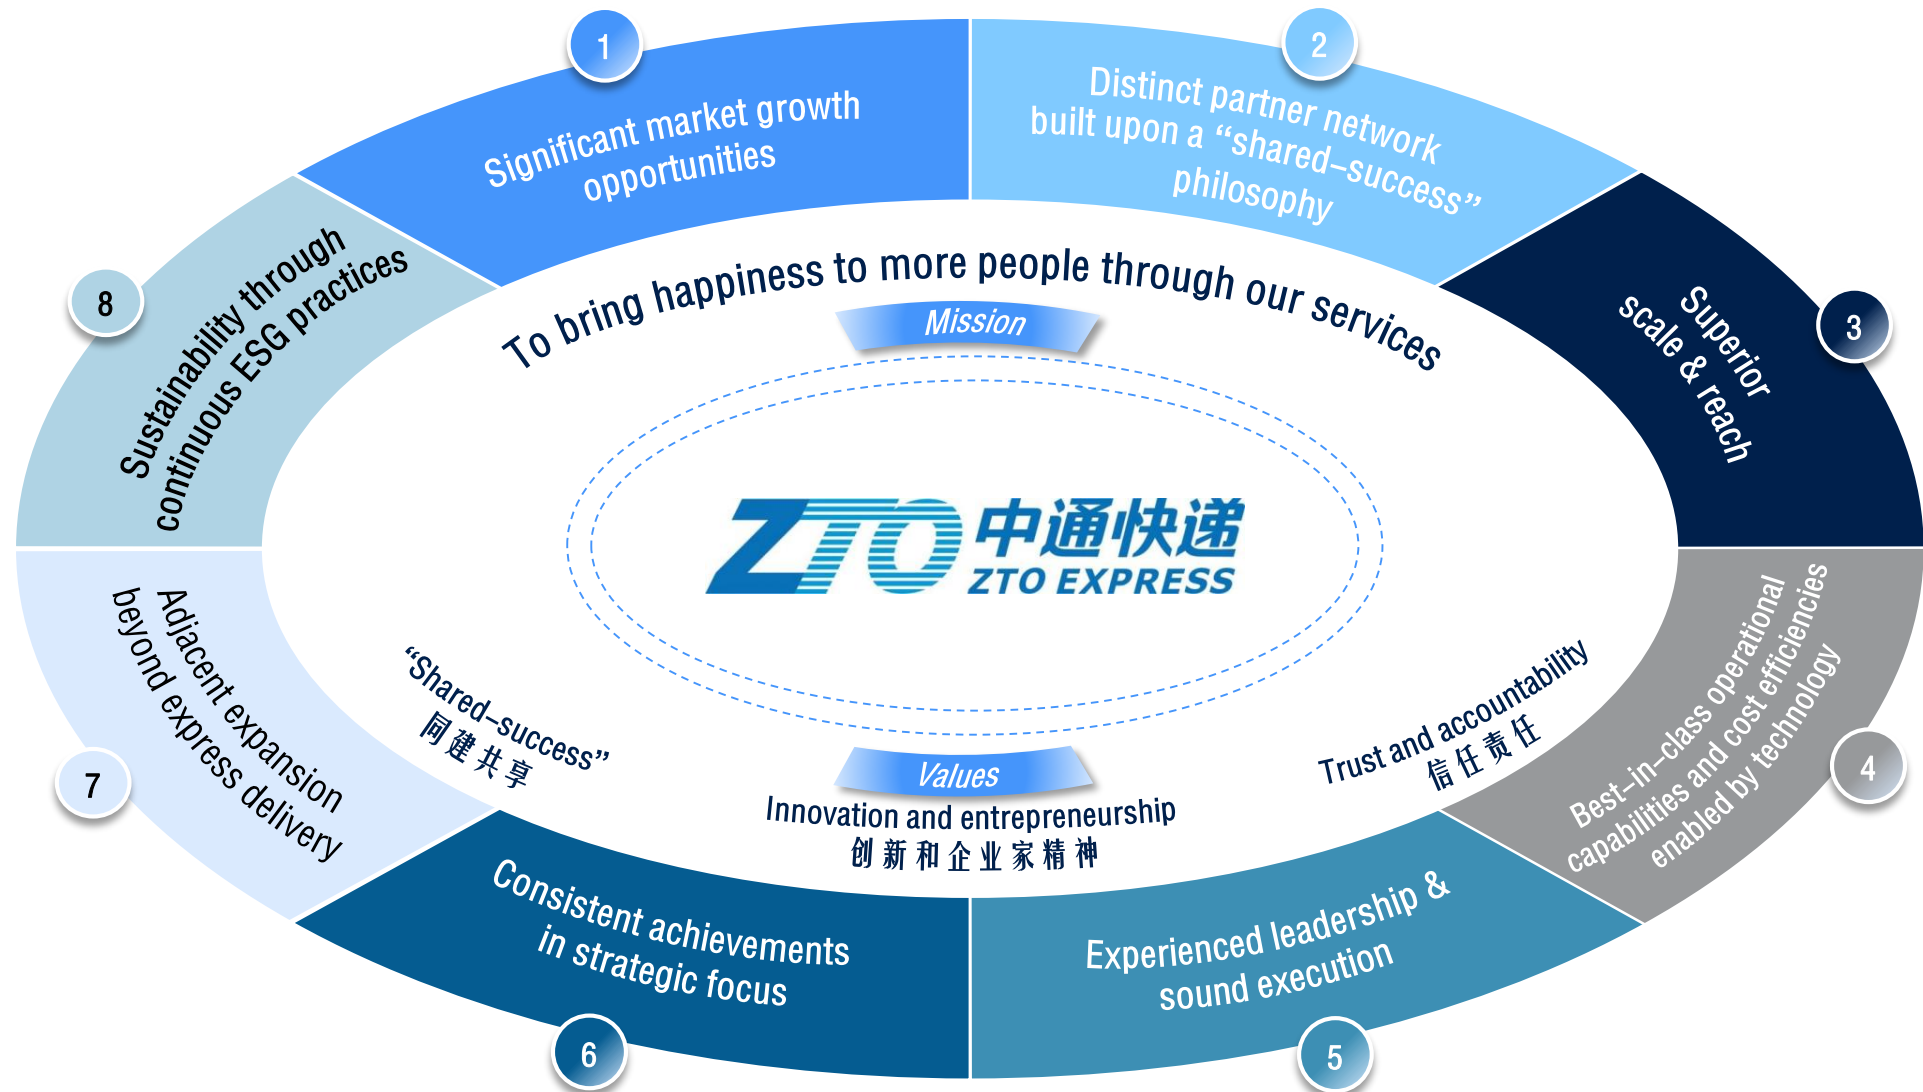 1
Significant market growth
opportunities
2
Distinct partner network
built upon a “shared–success”
philosophy
3
Superior
scale & reach
4
Best–in–class operational
capabilities and cost efficiencies
enabled by technology
5
Experienced leadership &
sound execution
6
Consistent achievements
in strategic focus
7
Adjacent expansion
beyond express delivery
8
Sustainability through
continuous ESG practices
To bring happiness to more people through our services
Mission
ZTO 中通快递
ZTO EXPRESS
Values
“Shared–success”
同建共享
Innovation and entrepreneurship
创新和企业家精神
Trust and accountability
信任责任